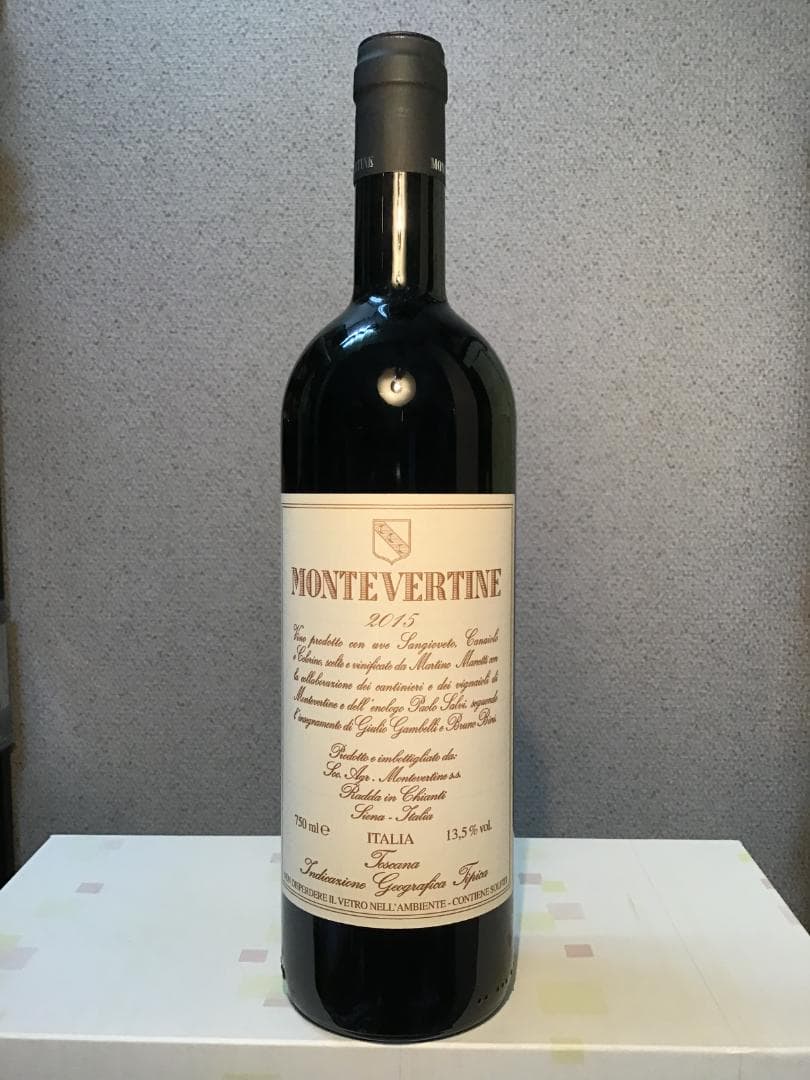 MONTEVERTINE
2015
Vino prodotto con uve Sangioveto, Canaiolo
e Colorino, scelte e vinificate da Martino Manetti con
la collaborazione dei cantinieri e dei vignaioli di
Montevertine e dell'enologo Paolo Salvi, seguendo
l'insegnamento di Giulio Gambelli e Bruno Bini.
Prodotto e imbottigliato da:
Soc. Agr. Montevertine s.s.
Radda in Chianti
Siena - Italia
750 ml e
ITALIA
13,5% vol.
Toscana
Indicazione Geografica Tipica
NON DISPERDERE IL VETRO NELL'AMBIENTE - CONTIENE SOLFITI